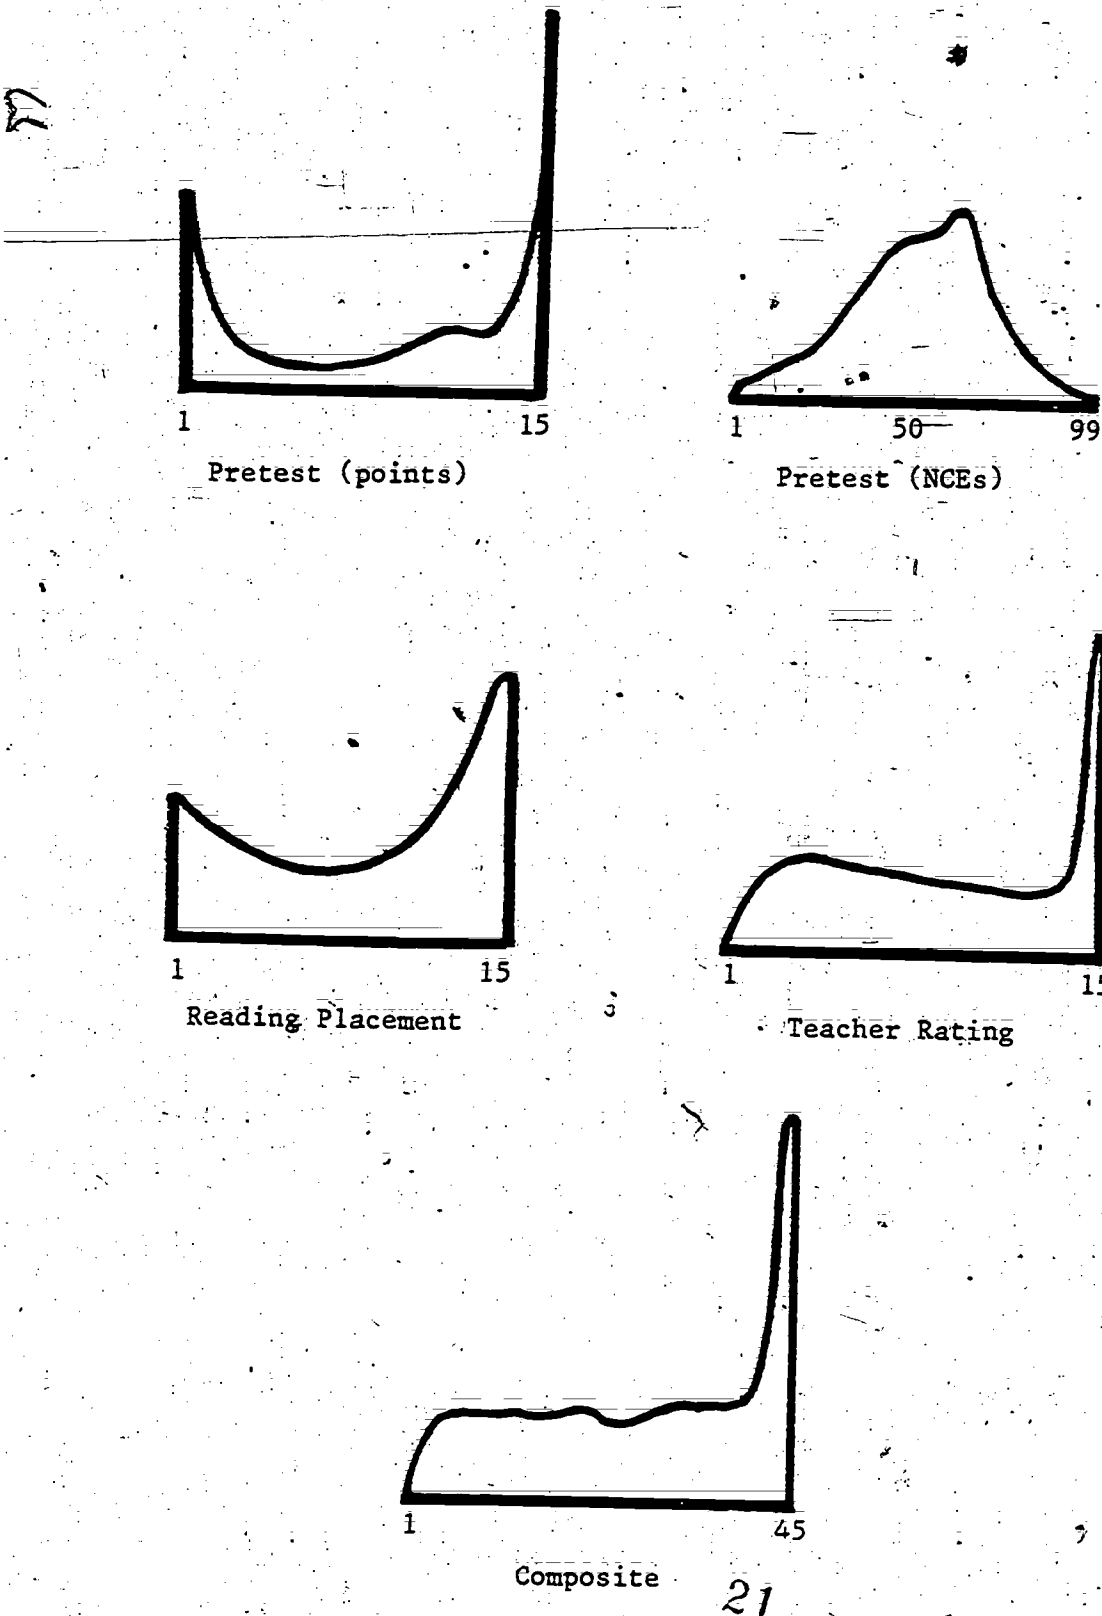 1 15
Pretest (points)
1 50 99
Pretest (NCEs)
1 15
Reading Placement
1 15
Teacher Rating
1 45
Composite
21